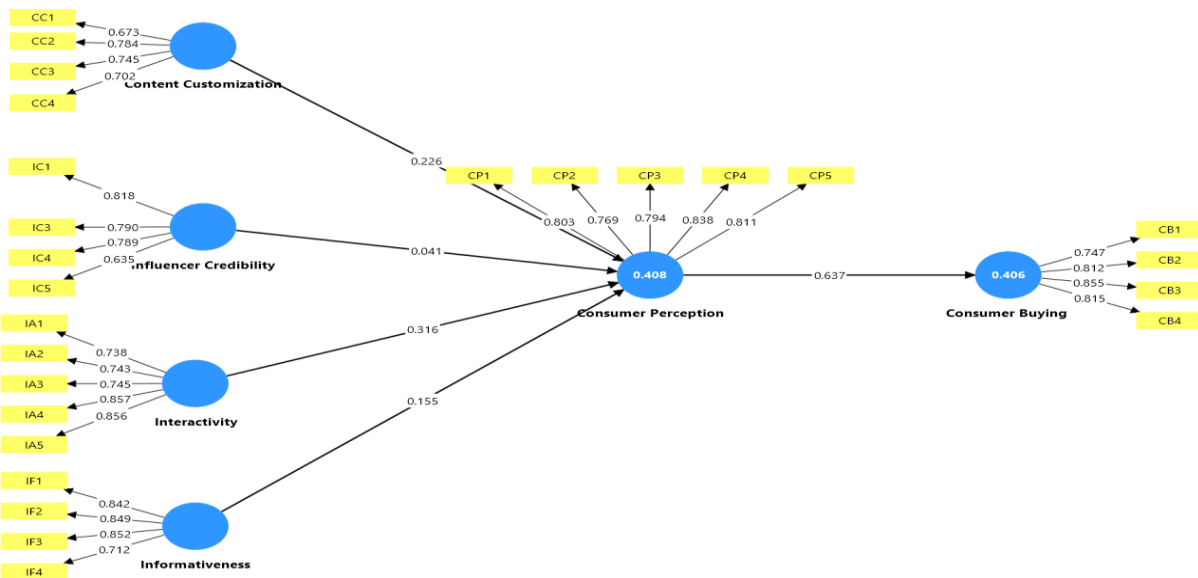 CC1
CC2
CC3
CC4
0.673
0.784
0.745
0.702
Content Customization
0.226
IC1
IC3
IC4
IC5
0.818
0.790
0.789
0.635
Influencer Credibility
0.041
IA1
IA2
IA3
IA4
IA5
0.738
0.743
0.745
0.857
0.856
Interactivity
0.316
IF1
IF2
IF3
IF4
0.842
0.849
0.852
0.712
Informativeness
0.155
CP1
CP2
CP3
CP4
CP5
0.803
0.769
0.794
0.838
0.811
0.408
Consumer Perception
0.637
0.406
Consumer Buying
0.747
0.812
0.855
0.815
CB1
CB2
CB3
CB4